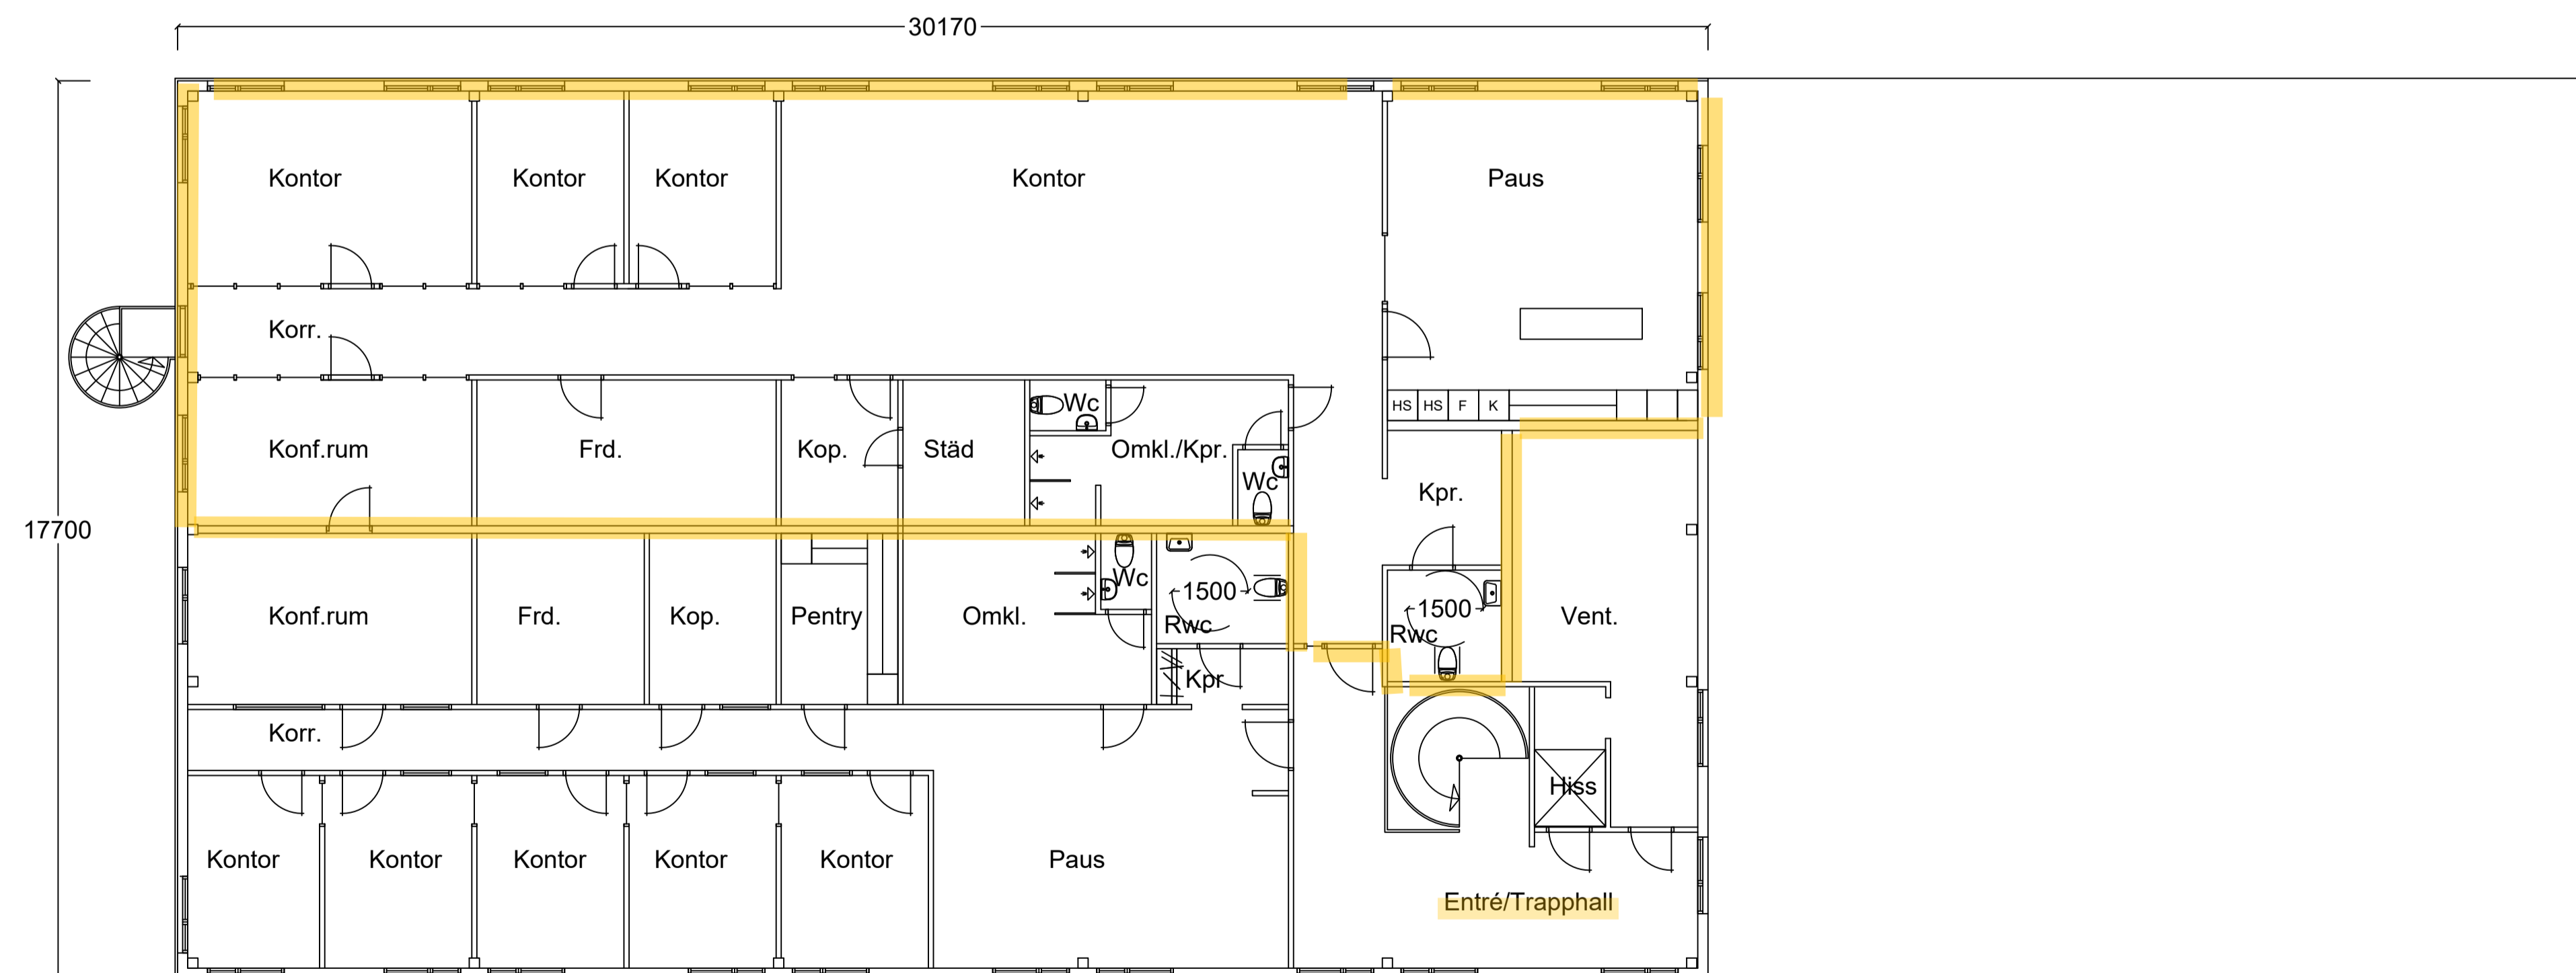 30170
Kontor Kontor Kontor Kontor Paus
Korr.
HS HS F K
Wc
Konf.rum Frd. Kop. Städ Omkl./Kpr.
Wc
Kpr.
17700
Wc
1500
1500
Konf.rum Frd. Kop. Pentry Omkl. Vent.
Rwc
Rwc
Kpr
Korr.
Hiss
Kontor Kontor Kontor Kontor Kontor Paus
Entré/Trapphall